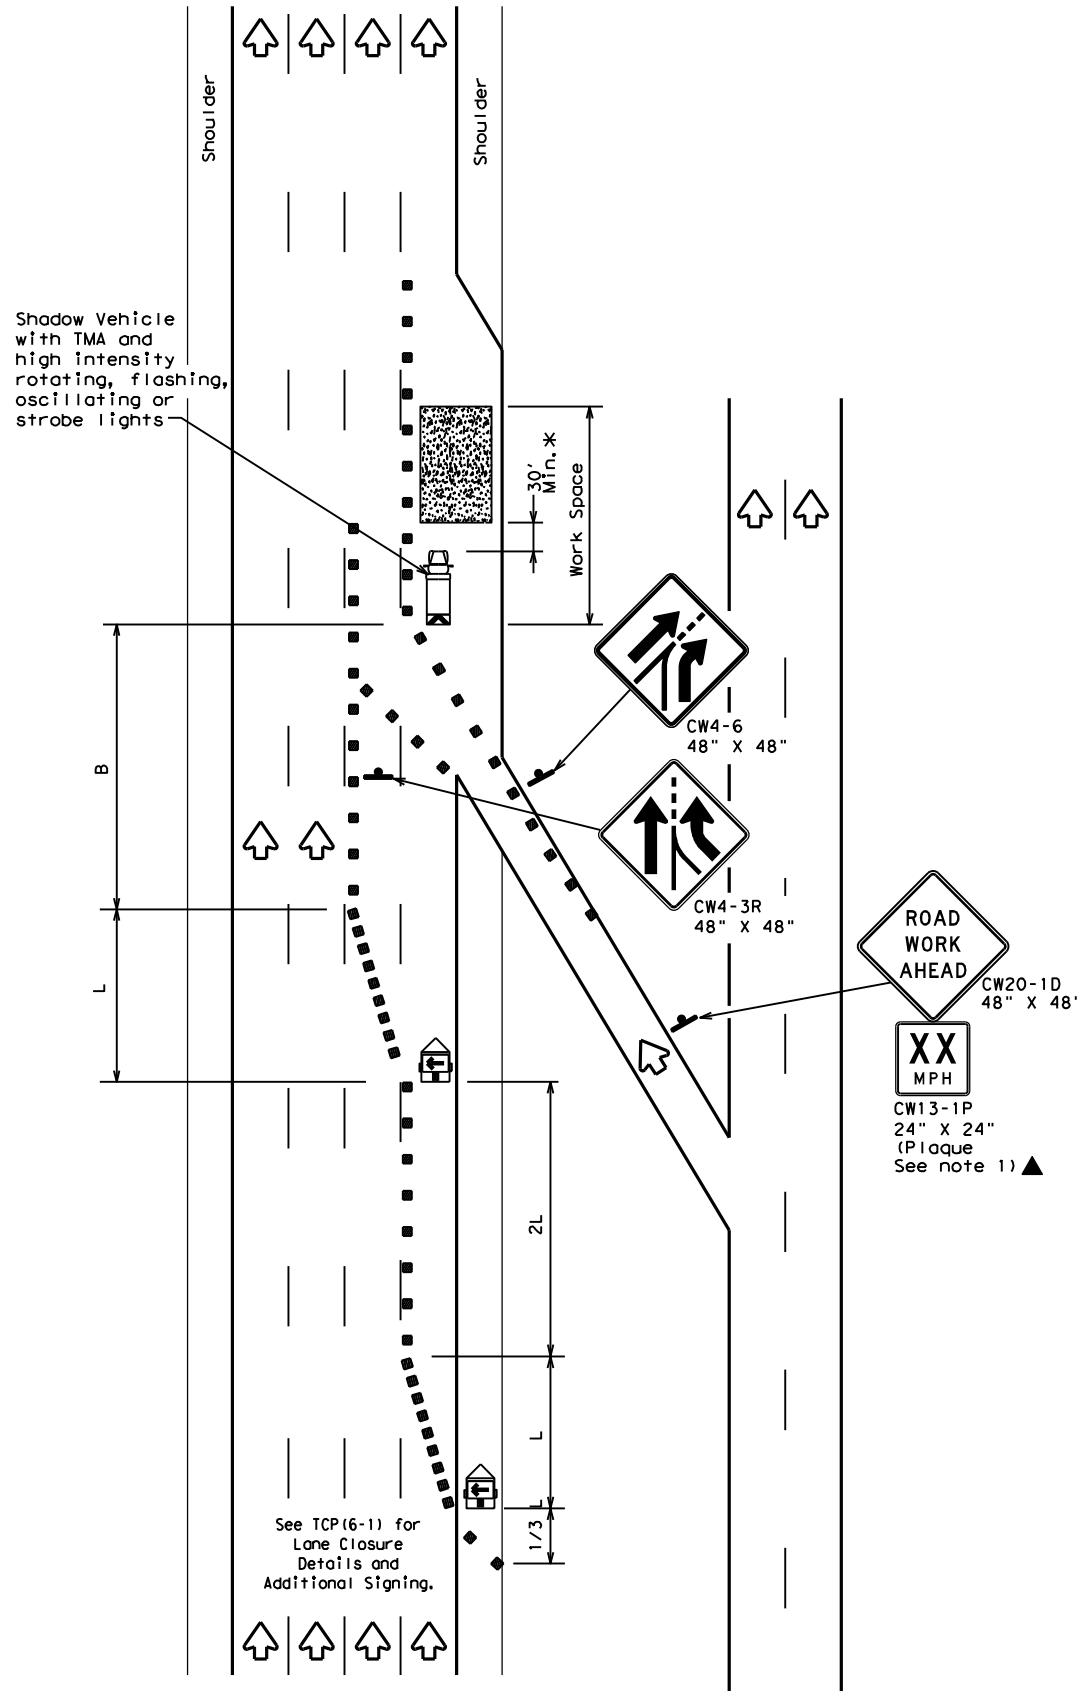 Shoulder
Shoulder
Shadow Vehicle
with TMA and
high intensity
rotating, flashing,
oscillating or
strobe lights
30'
Min.*
Work Space
CW4-6
48" X 48"
B
CW4-3R
48" X 48"
ROAD
WORK
AHEAD
CW20-1D
48" X 48"
L
XX
MPH
CW13-1P
24" X 24"
(Plaque
See note 1)▲
2L
L
1/3 L
See TCP(6-1) for
Lane Closure
Details and
Additional Signing.